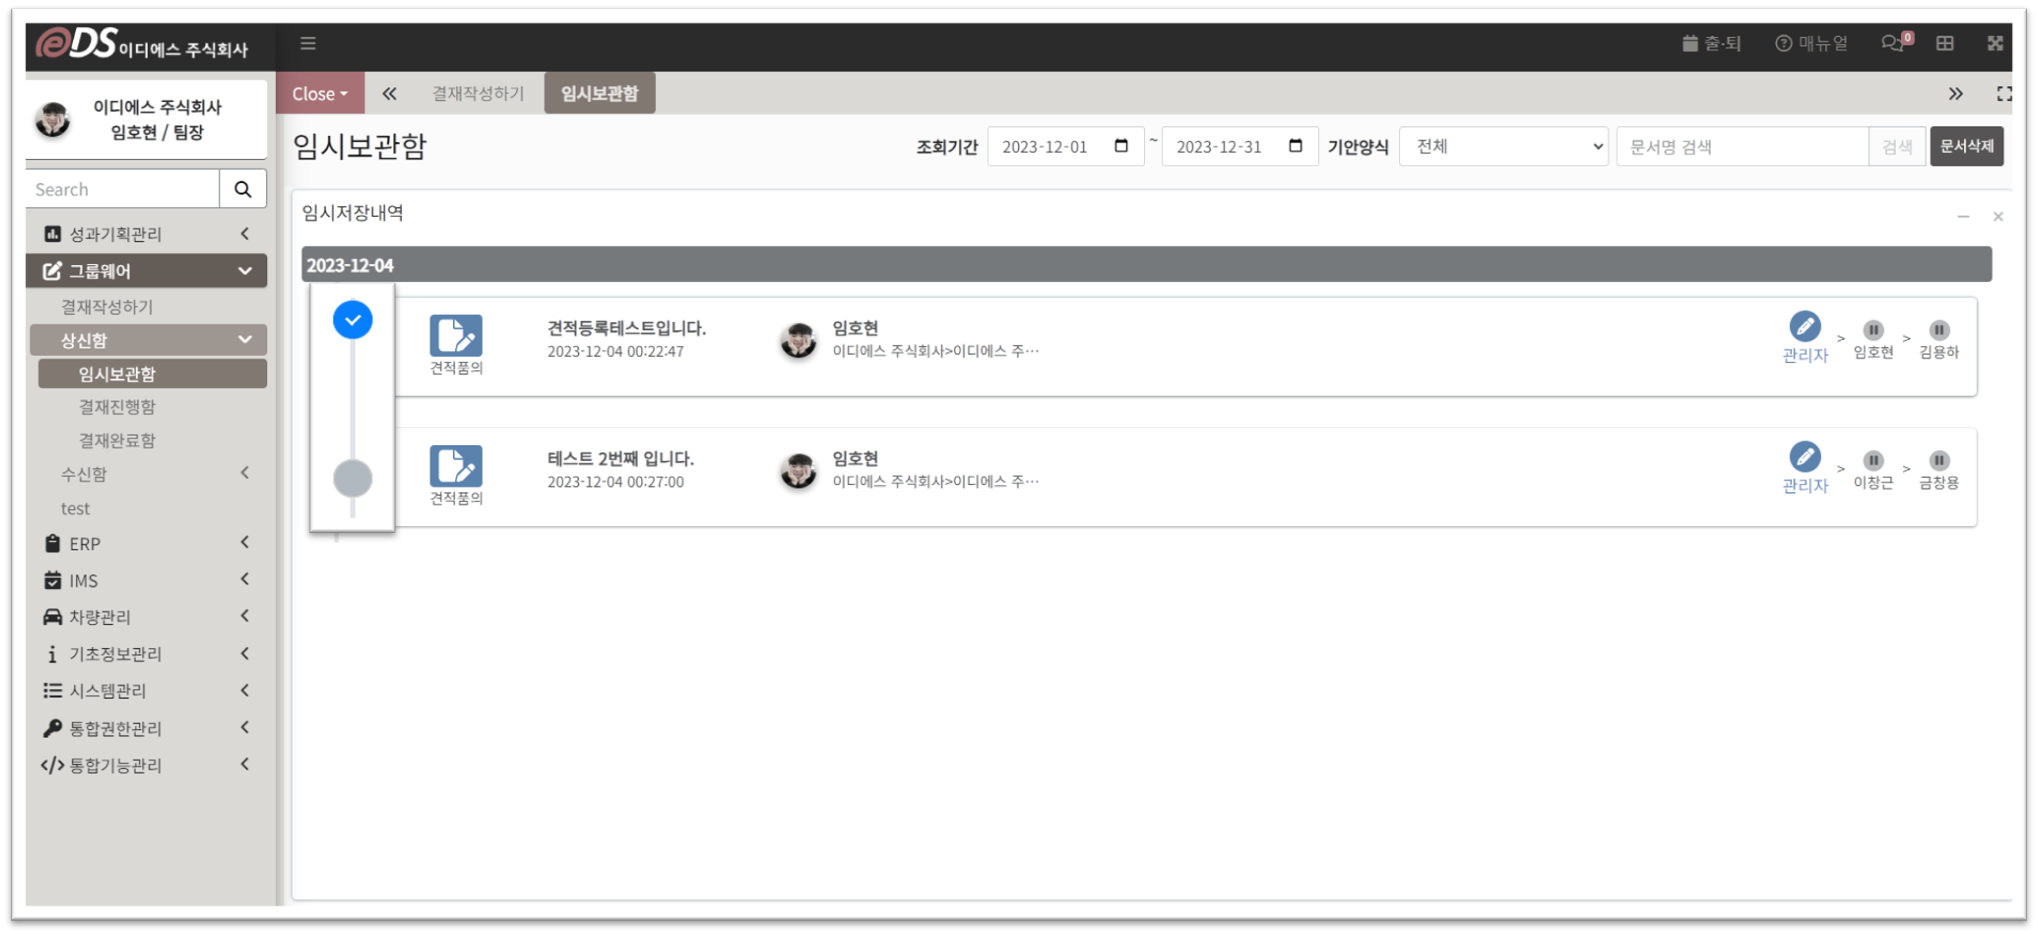 eDS 이디에스 주식회사
출·퇴
매뉴얼
0
이디에스 주식회사
임호현 / 팀장
Search
성과기획관리
그룹웨어
결재작성하기
상신함
임시보관함
결재진행함
결재완료함
수신함
test
ERP
IMS
차량관리
기초정보관리
시스템관리
통합권한관리
통합기능관리
Close
결재작성하기
임시보관함
임시보관함
조회기간 2023-12-01 ~ 2023-12-31 기안양식 전체 문서명 검색 검색 문서삭제
임시저장내역
2023-12-04
견적품의
견적등록테스트입니다.
2023-12-04 00:22:47
임호현
이디에스 주식회사>이디에스 주…
관리자 > 임호현 > 김용하
견적품의
테스트 2번째 입니다.
2023-12-04 00:27:00
임호현
이디에스 주식회사>이디에스 주…
관리자 > 이창근 > 금창용